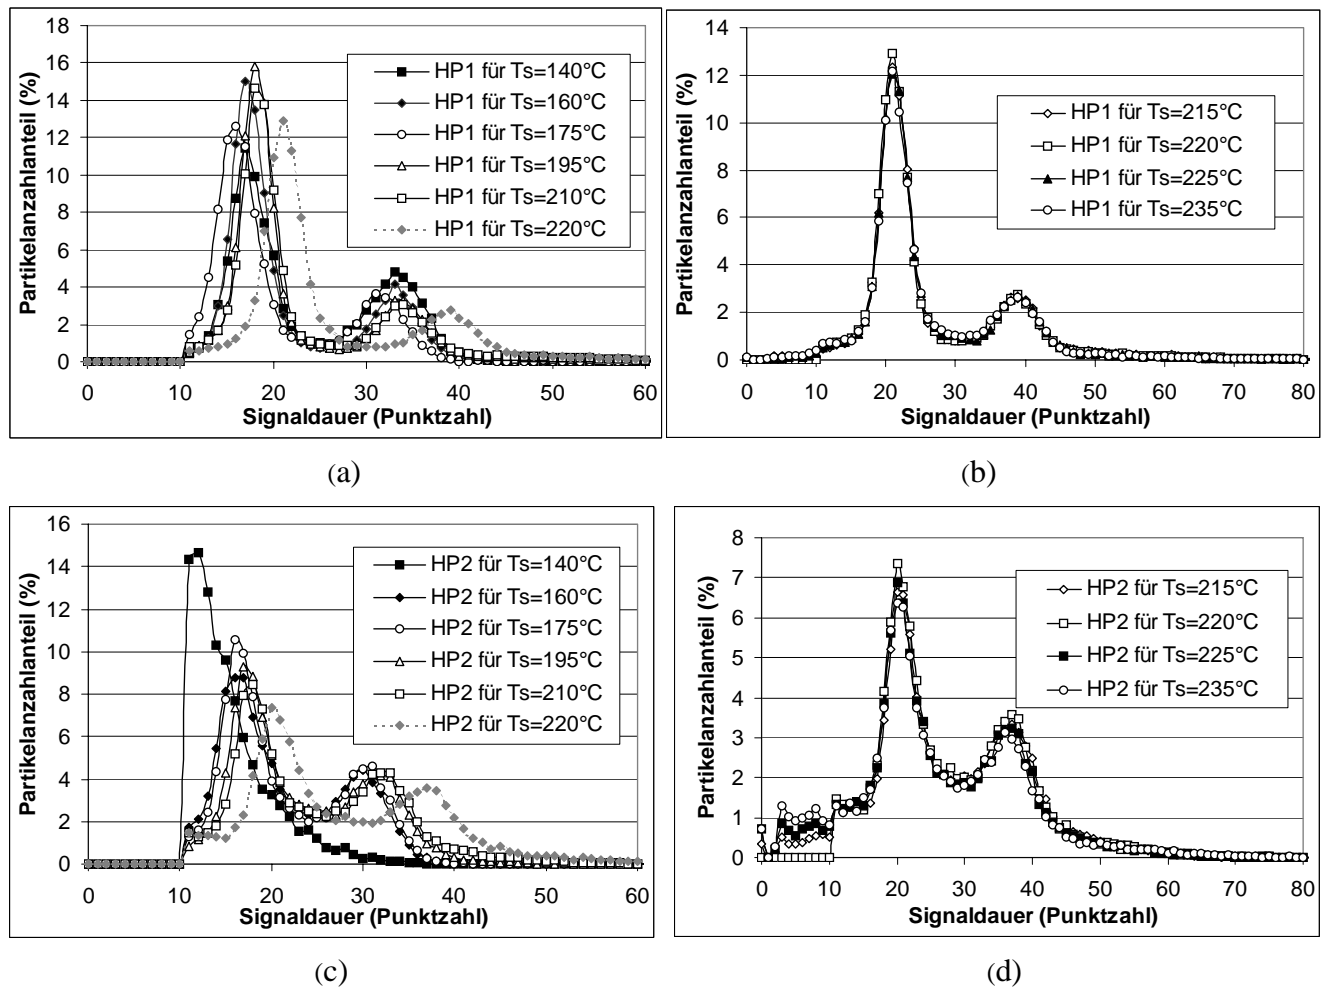 Partikelanzahlanteil (%)
18
16
14
12
10
8
6
4
2
0
HP1 für Ts=140°C
HP1 für Ts=160°C
HP1 für Ts=175°C
HP1 für Ts=195°C
HP1 für Ts=210°C
HP1 für Ts=220°C
0 10 20 30 40 50 60
Signaldauer (Punktzahl)
(a)
Partikelanzahlanteil (%)
14
12
10
8
6
4
2
0
HP1 für Ts=215°C
HP1 für Ts=220°C
HP1 für Ts=225°C
HP1 für Ts=235°C
0 10 20 30 40 50 60 70 80
Signaldauer (Punktzahl)
(b)
Partikelanzahlanteil (%)
16
14
12
10
8
6
4
2
0
HP2 für Ts=140°C
HP2 für Ts=160°C
HP2 für Ts=175°C
HP2 für Ts=195°C
HP2 für Ts=210°C
HP2 für Ts=220°C
0 10 20 30 40 50 60
Signaldauer (Punktzahl)
(c)
Partikelanzahlanteil (%)
8
7
6
5
4
3
2
1
0
HP2 für Ts=215°C
HP2 für Ts=220°C
HP2 für Ts=225°C
HP2 für Ts=235°C
0 10 20 30 40 50 60 70 80
Signaldauer (Punktzahl)
(d)